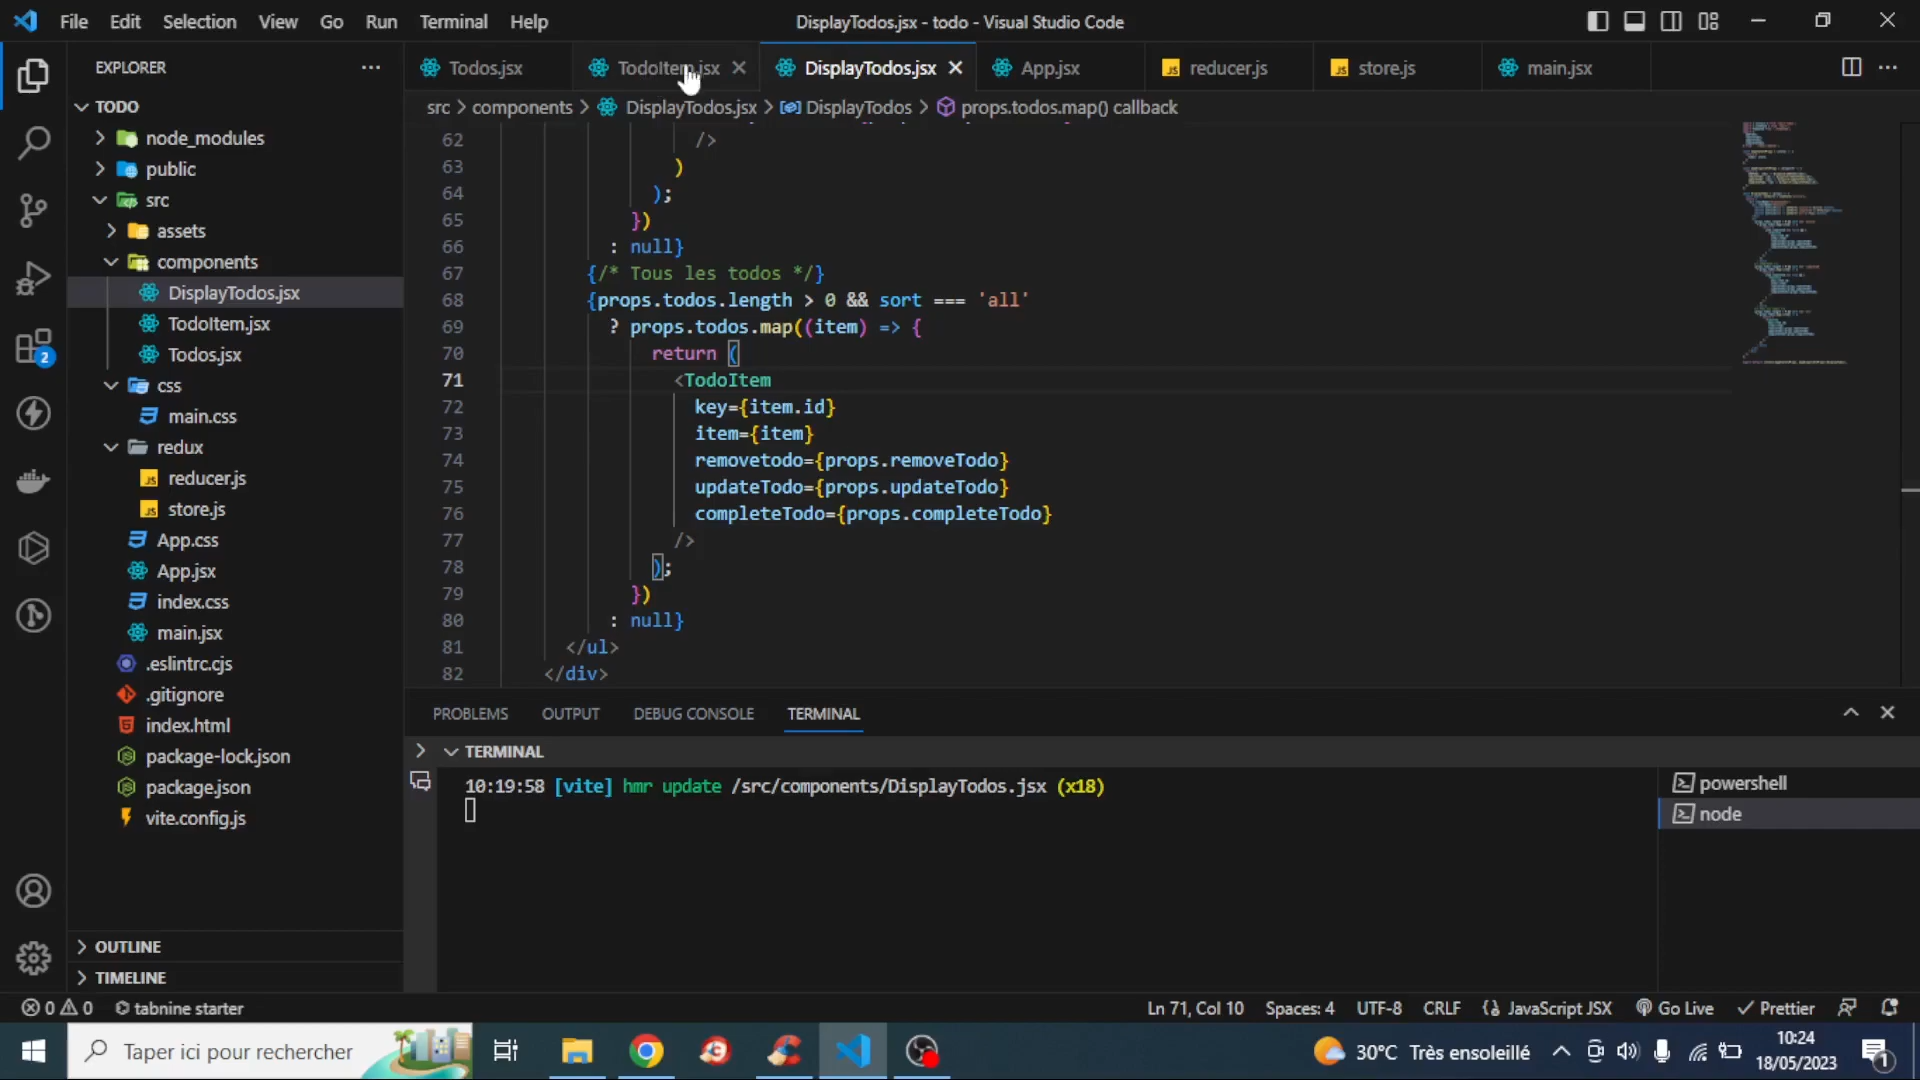 File Edit Selection View Go Run Terminal Help
DisplayTodos.jsx - todo - Visual Studio Code
EXPLORER
Todos.jsx
TodoItem.jsx
DisplayTodos.jsx
App.jsx
reducer.js
store.js
main.jsx
src > components > DisplayTodos.jsx > DisplayTodos > props.todos.map() callback
TODO
node_modules
public
src
assets
components
DisplayTodos.jsx
TodoItem.jsx
Todos.jsx
css
main.css
redux
reducer.js
store.js
App.css
App.jsx
index.css
main.jsx
.eslintrc.cjs
.gitignore
index.html
package-lock.json
package.json
vite.config.js
OUTLINE
TIMELINE
2
62 />
63 )
64 );
65 })
66 : null}
67 {/* Tous les todos */}
68 {props.todos.length > 0 && sort === 'all'
69 ? props.todos.map((item) => {
70 return (
71 <TodoItem
72 key={item.id}
73 item={item}
74 removetodo={props.removeTodo}
75 updateTodo={props.updateTodo}
76 completeTodo={props.completeTodo}
77 />
78 );
79 })
80 : null}
81 </ul>
82 </div>
PROBLEMS OUTPUT DEBUG CONSOLE TERMINAL
TERMINAL
10:19:58 [vite] hmr update /src/components/DisplayTodos.jsx (x18)
powershell
node
0 0 tabnine starter
Ln 71, Col 10 Spaces: 4 UTF-8 CRLF {} JavaScript JSX Go Live Prettier
Taper ici pour rechercher
30°C Très ensoleillé
10:24
18/05/2023
1